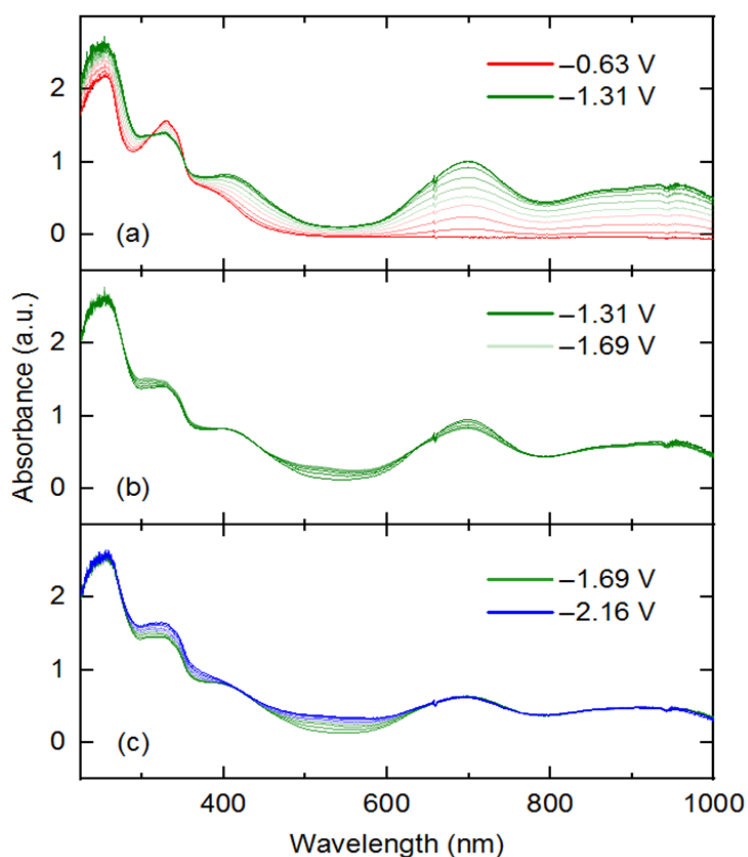 2
1
0
(a)
–0.63 V
–1.31 V
2
1
0
(b)
–1.31 V
–1.69 V
2
1
0
(c)
–1.69 V
–2.16 V
Absorbance (a.u.)
400
600
800
1000
Wavelength (nm)